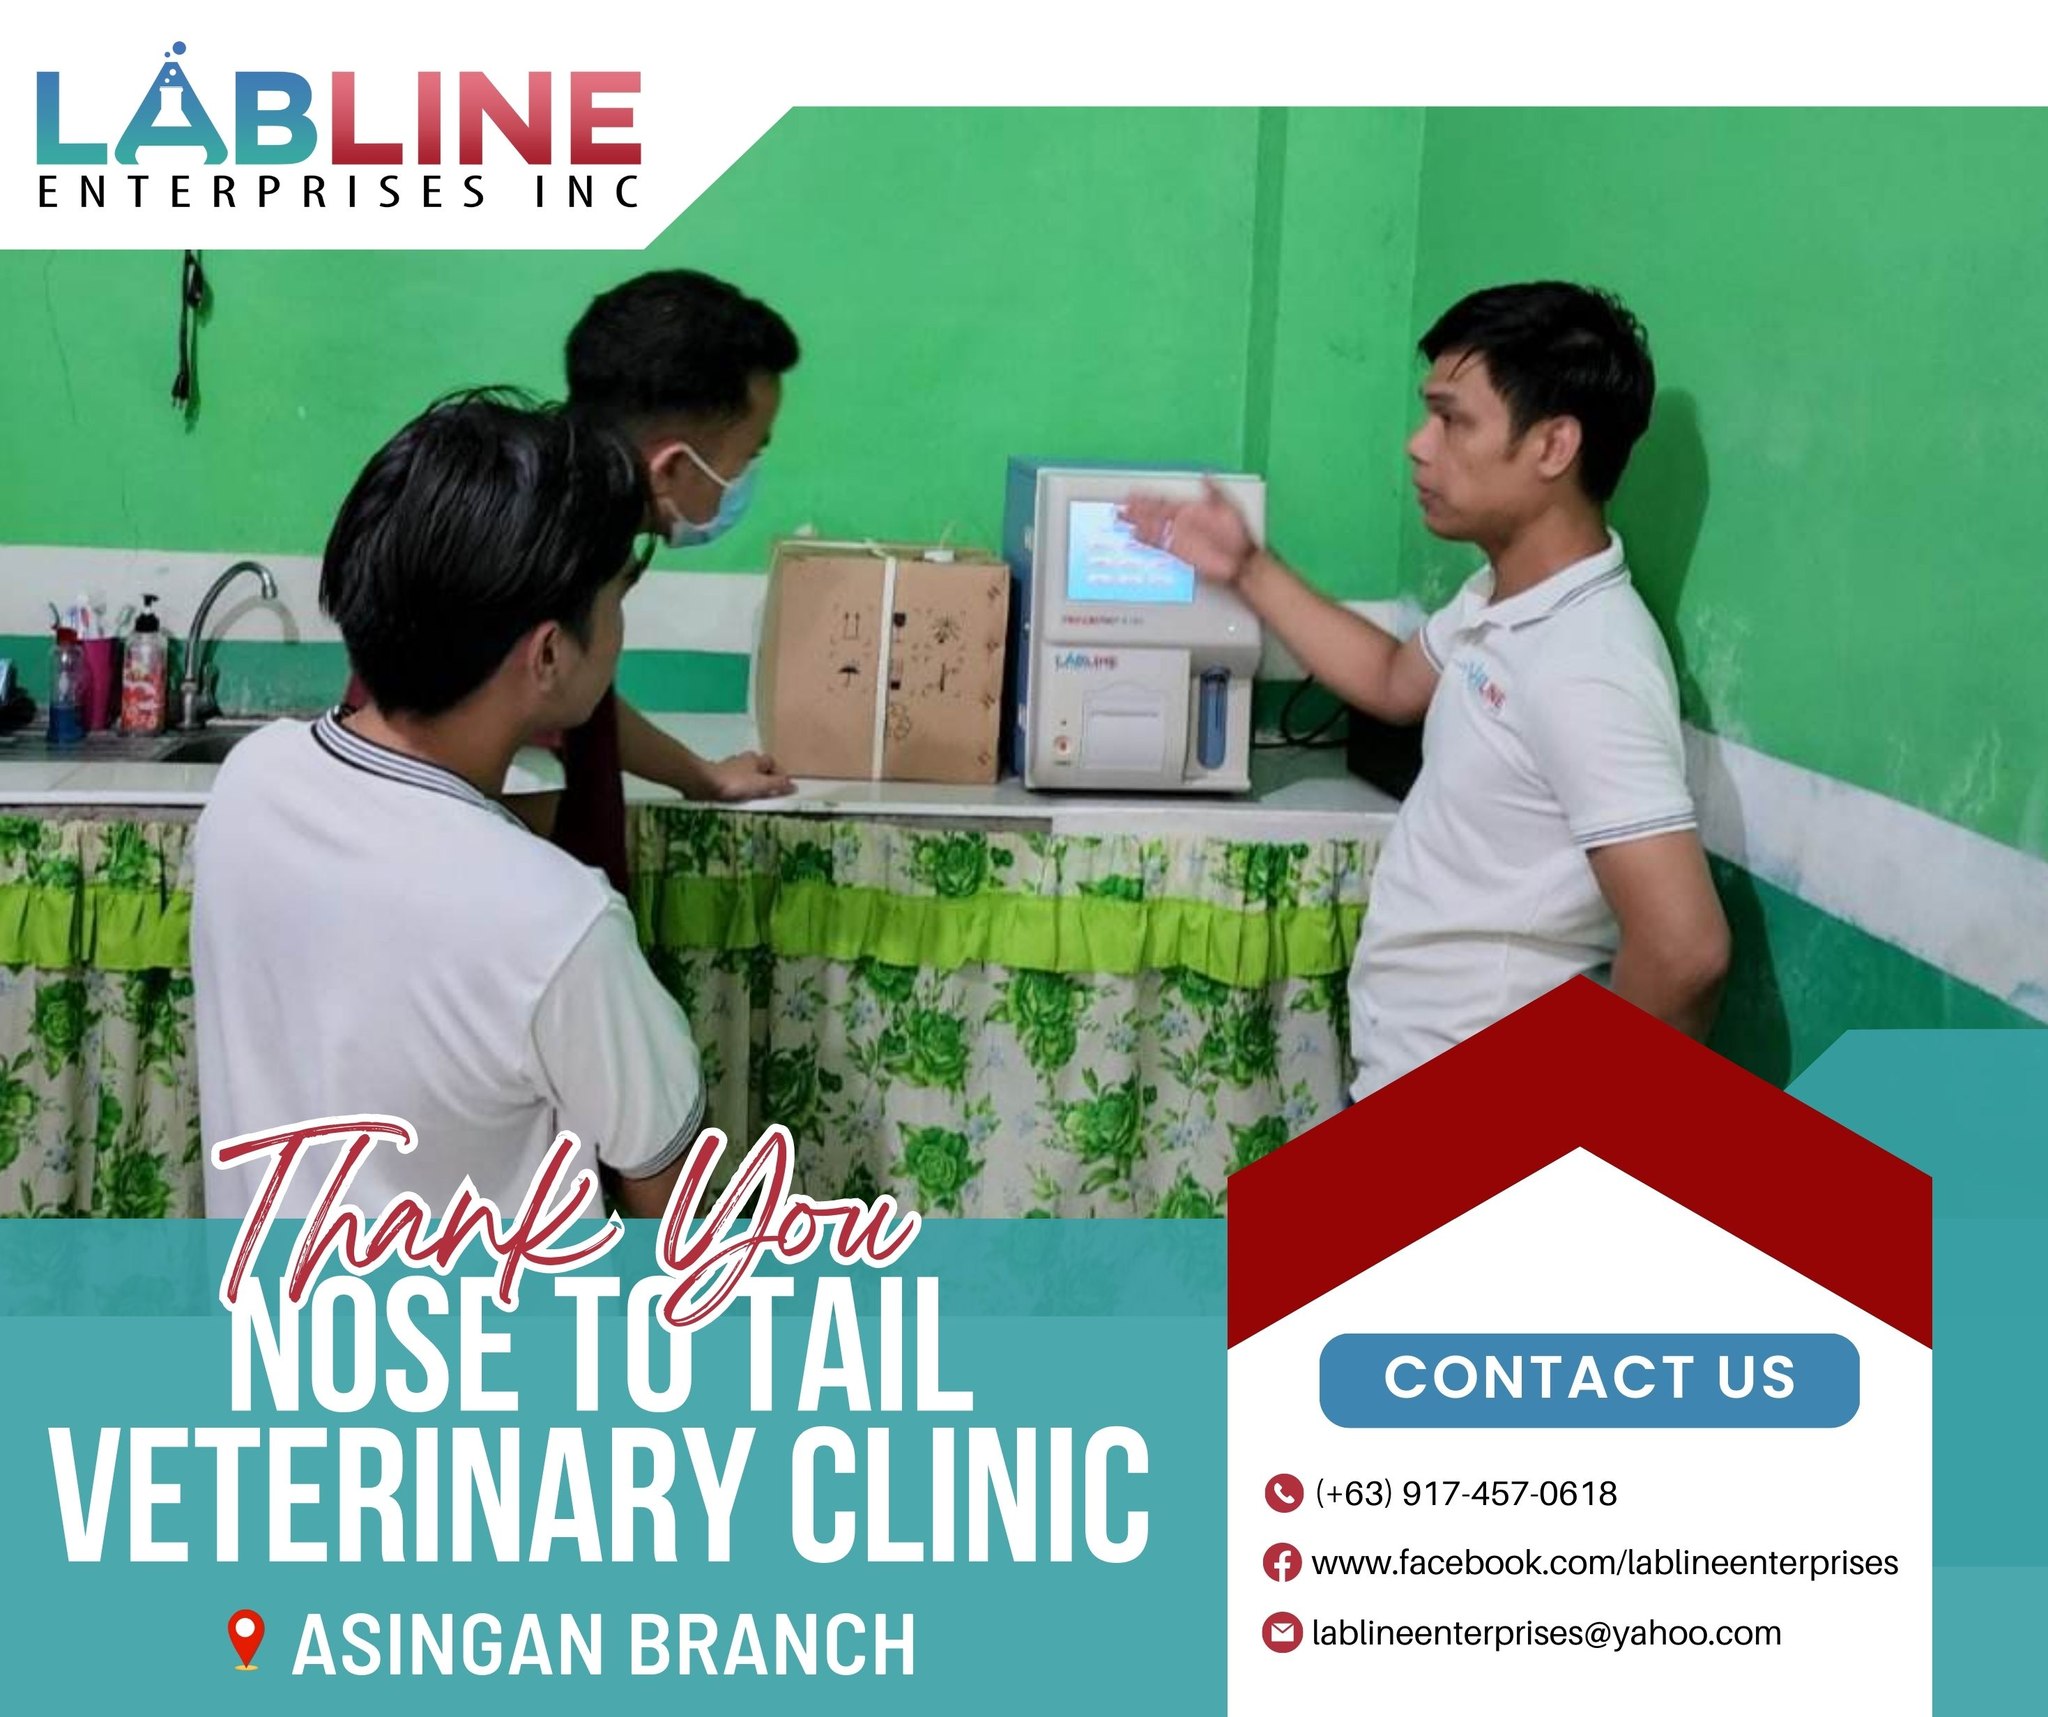 LABLINE
ENTERPRISES INC
LABLINE
Thank You
NOSE TO TAIL
VETERINARY CLINIC
ASINGAN BRANCH
CONTACT US
(+63) 917-457-0618
www.facebook.com/lablineenterprises
lablineenterprises@yahoo.com